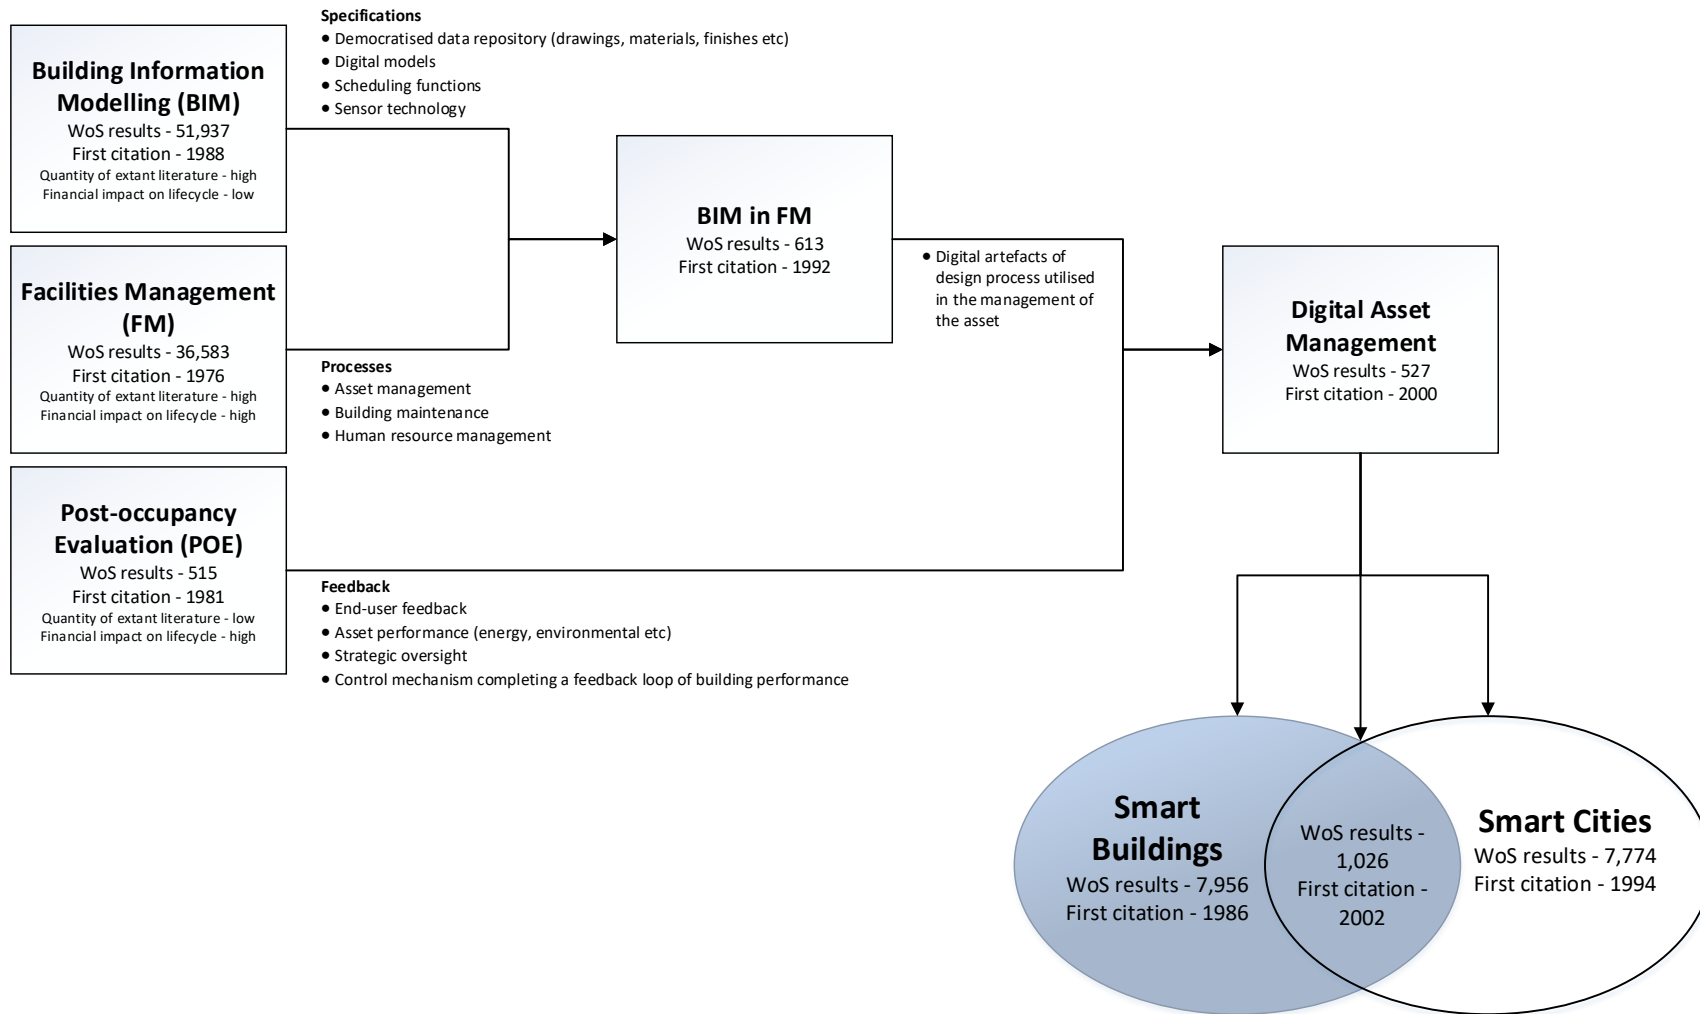 Building Information
Modelling (BIM)
WoS results - 51,937
First citation - 1988
Quantity of extant literature - high
Financial impact on lifecycle - low
Specifications
• Democratised data repository (drawings, materials, finishes etc)
• Digital models
• Scheduling functions
• Sensor technology
Facilities Management
(FM)
WoS results - 36,583
First citation - 1976
Quantity of extant literature - high
Financial impact on lifecycle - high
Processes
• Asset management
• Building maintenance
• Human resource management
Post-occupancy
Evaluation (POE)
WoS results - 515
First citation - 1981
Quantity of extant literature - low
Financial impact on lifecycle - high
Feedback
• End-user feedback
• Asset performance (energy, environmental etc)
• Strategic oversight
• Control mechanism completing a feedback loop of building performance
BIM in FM
WoS results - 613
First citation - 1992
• Digital artefacts of
design process utilised
in the management of
the asset
Digital Asset
Management
WoS results - 527
First citation - 2000
Smart
Buildings
WoS results - 7,956
First citation - 1986
WoS results -
1,026
First citation -
2002
Smart Cities
WoS results - 7,774
First citation - 1994